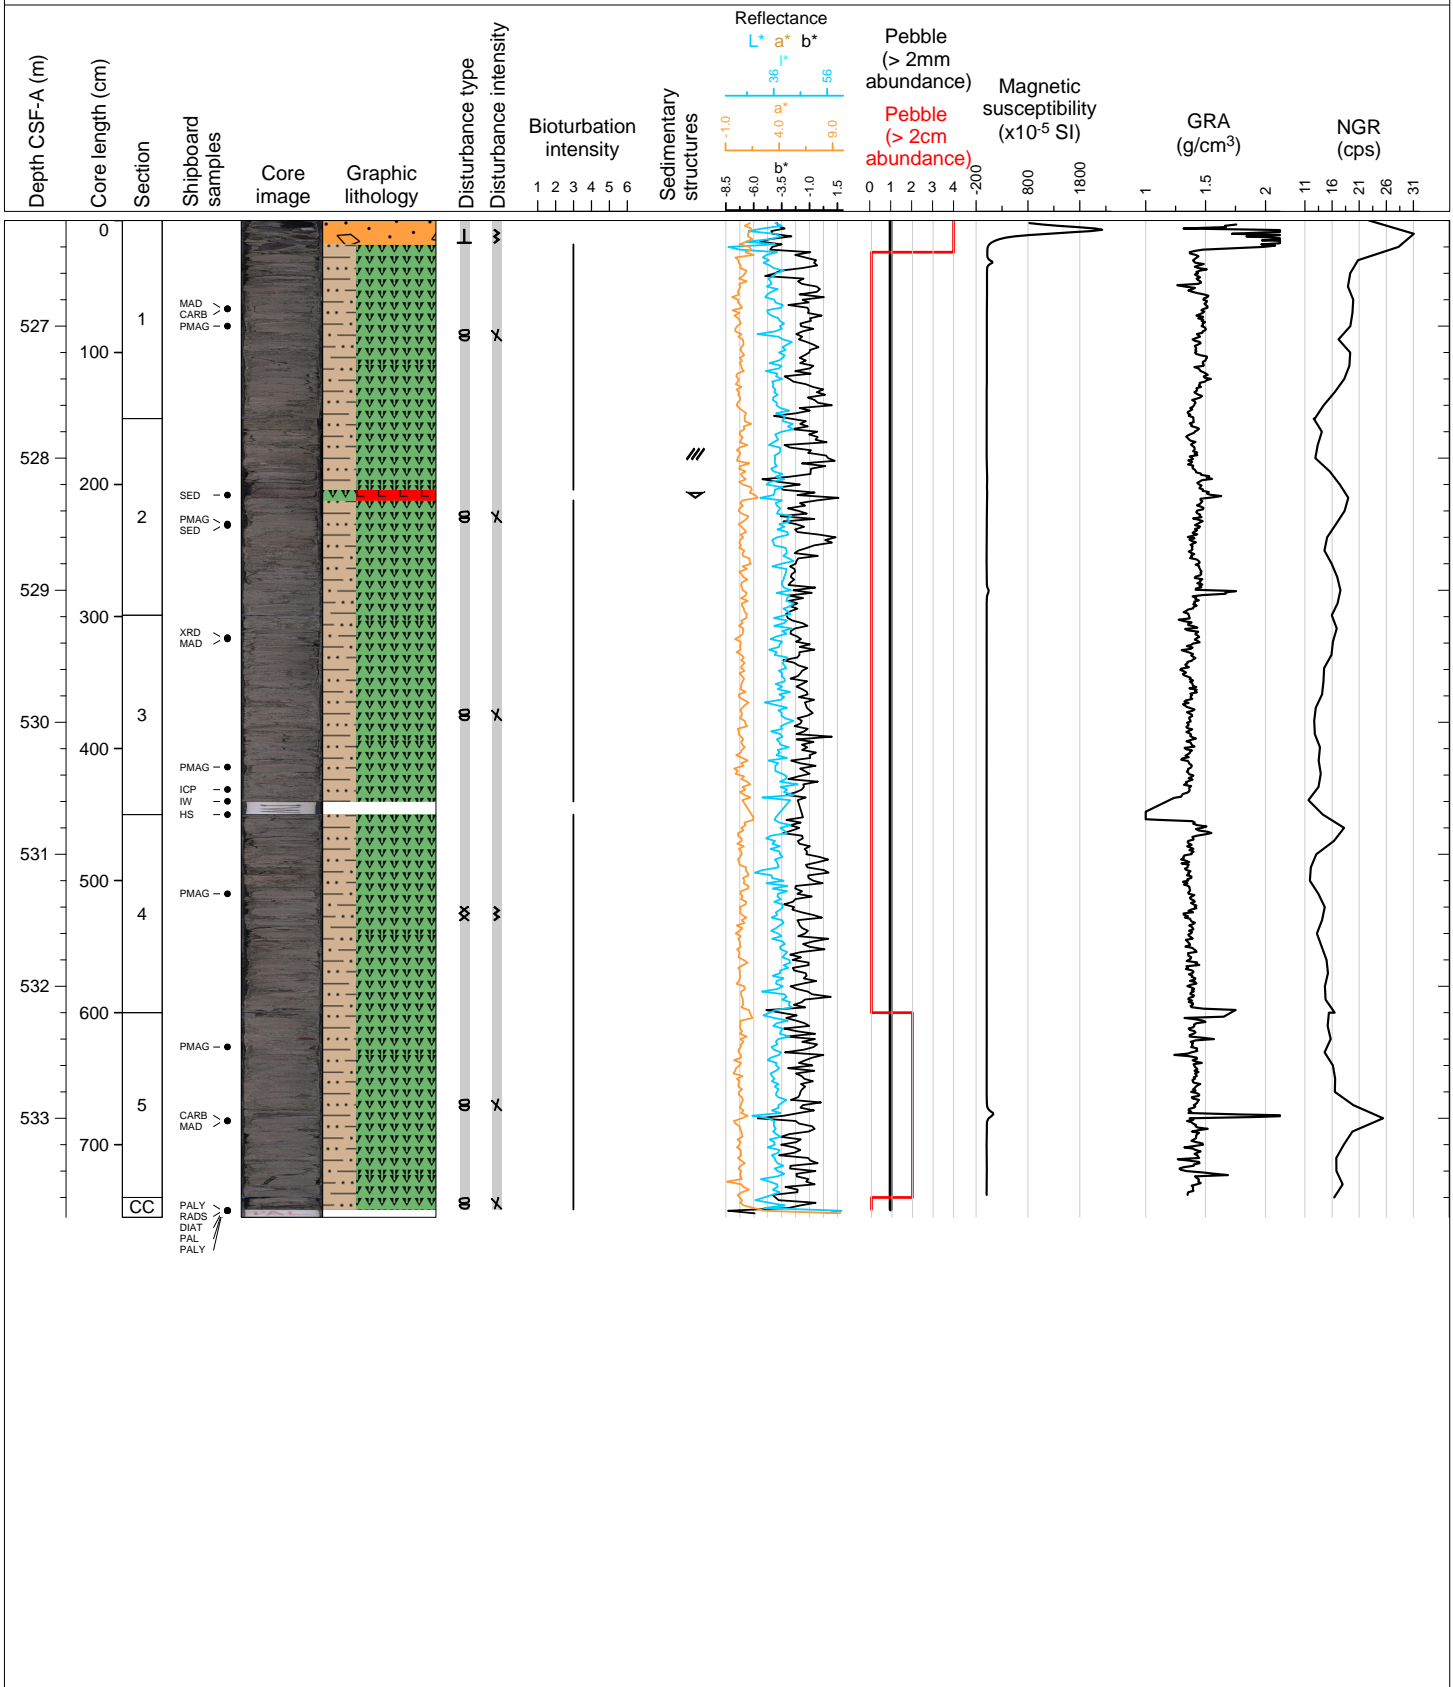 Depth CSF-A (m)
Core length (cm)
Section
Shipboard
samples
Core
image
Graphic
lithology
Disturbance type
Disturbance intensity
Bioturbation
intensity
1 2 3 4 5 6
Sedimentary
structures
Reflectance
L* a* b*
L*
36 56
a*
-1.0 4.0 9.0
b*
-8.5 -6.0 -3.5 -1.0 1.5
Pebble
(> 2mm
abundance)
Pebble
(> 2cm
abundance)
0 1 2 3 4
Magnetic
susceptibility
(x10-5 SI)
-200 800 1800
GRA
(g/cm3)
1 1.5 2
NGR
(cps)
11 16 21 26 31
0
MAD
CARB
1
PMAG
527
100
528
200
SED
2
PMAG
SED
529
300
XRD
MAD
3
530
400
PMAG
ICP
IW
HS
531
500
PMAG
4
532
600
PMAG
5
CARB
533
MAD
700
CC
PALY
RADS
DIAT
PAL
PALY